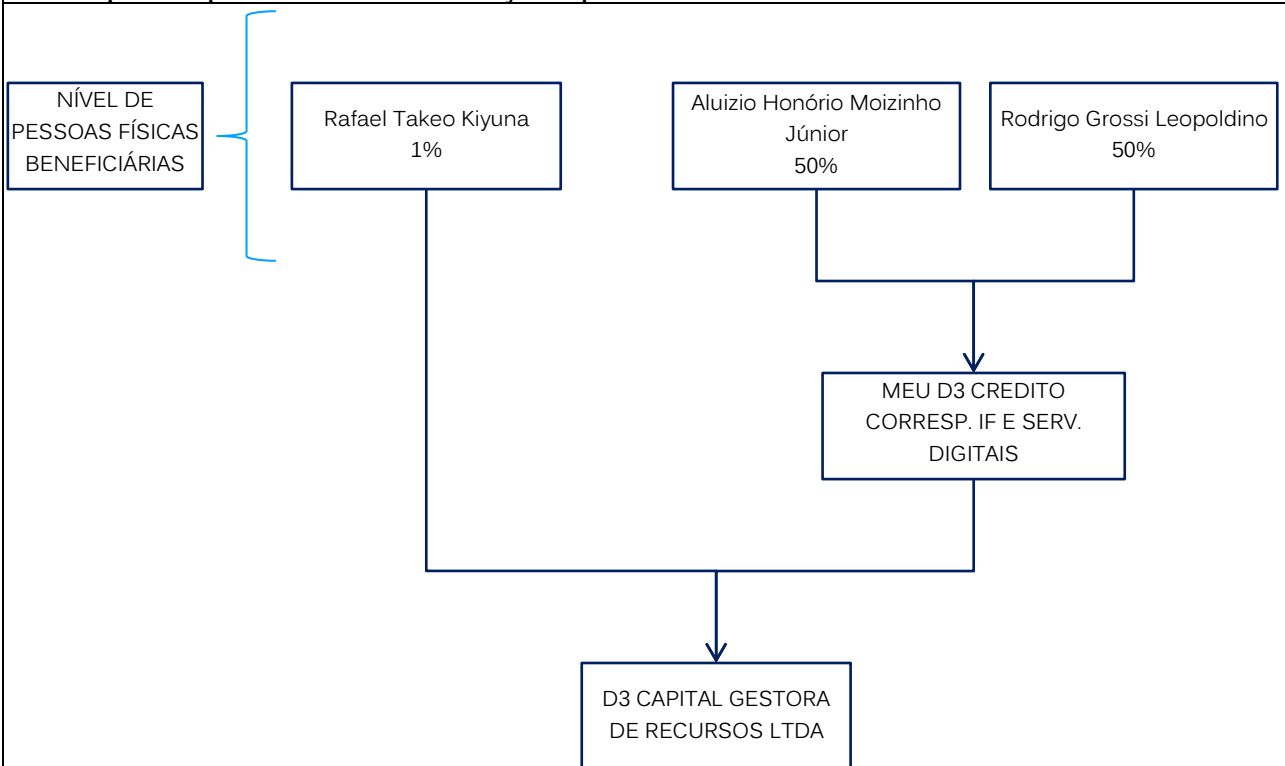 NÍVEL DE
PESSOAS FÍSICAS
BENEFICIÁRIAS
Rafael Takeo Kiyuna
1%
Aluizio Honório Moizinho
Júnior
50%
Rodrigo Grossi Leopoldino
50%
MEU D3 CREDITO
CORRESP. IF E SERV.
DIGITAIS
D3 CAPITAL GESTORA
DE RECURSOS LTDA